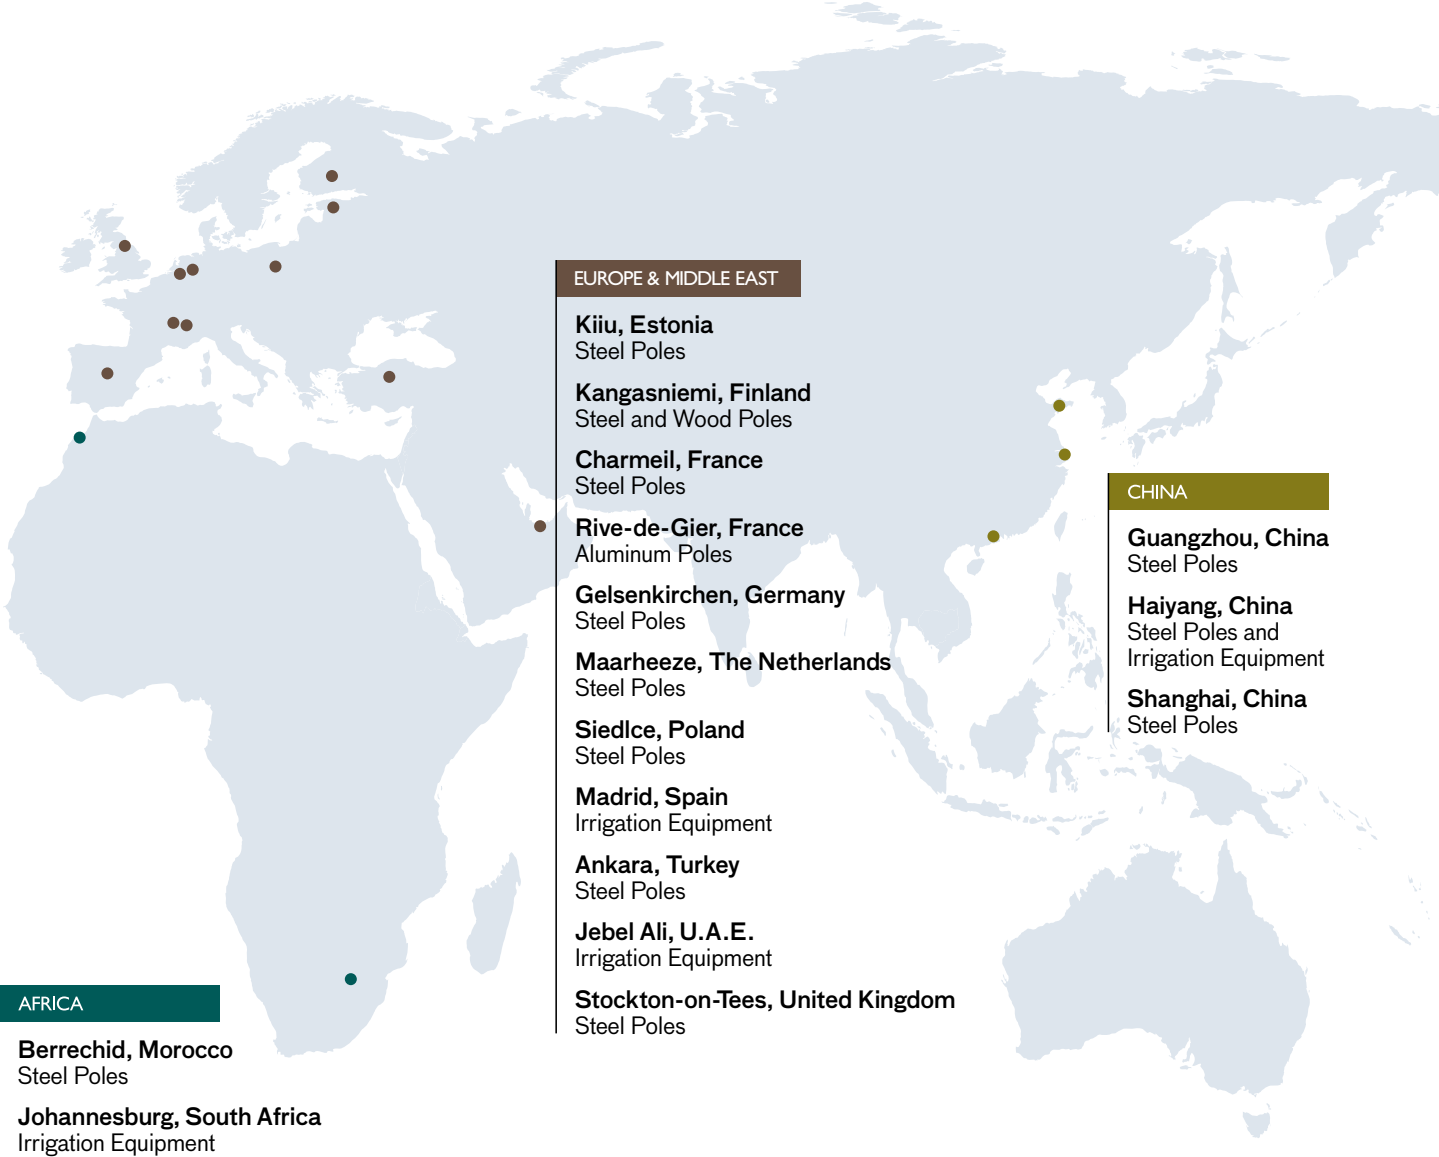 EUROPE & MIDDLE EAST
Kiiu, Estonia
Steel Poles
Kangasniemi, Finland
Steel and Wood Poles
Charmeil, France
Steel Poles
Rive-de-Gier, France
Aluminum Poles
Gelsenkirchen, Germany
Steel Poles
Maarheeze, The Netherlands
Steel Poles
Siedlce, Poland
Steel Poles
Madrid, Spain
Irrigation Equipment
Ankara, Turkey
Steel Poles
Jebel Ali, U.A.E.
Irrigation Equipment
Stockton-on-Tees, United Kingdom
Steel Poles
CHINA
Guangzhou, China
Steel Poles
Haiyang, China
Steel Poles and
Irrigation Equipment
Shanghai, China
Steel Poles
AFRICA
Berrechid, Morocco
Steel Poles
Johannesburg, South Africa
Irrigation Equipment